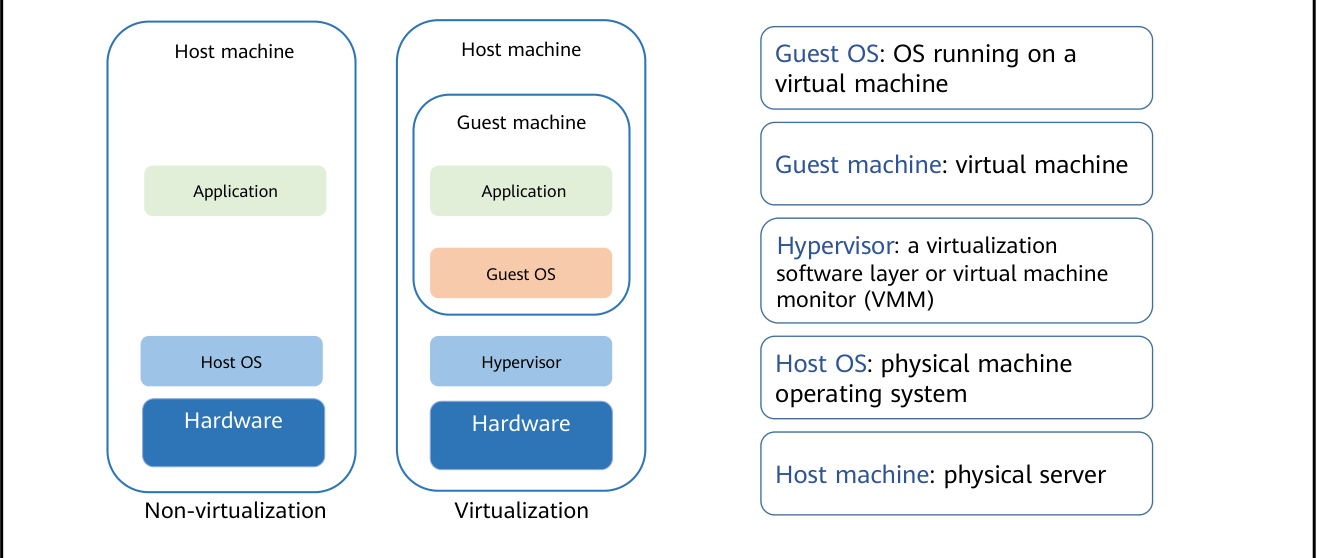 Host machine
Application
Host OS
Hardware
Non-virtualization
Host machine
Guest machine
Application
Guest OS
Hypervisor
Hardware
Virtualization
Guest OS: OS running on a
virtual machine
Guest machine: virtual machine
Hypervisor: a virtualization
software layer or virtual machine
monitor (VMM)
Host OS: physical machine
operating system
Host machine: physical server